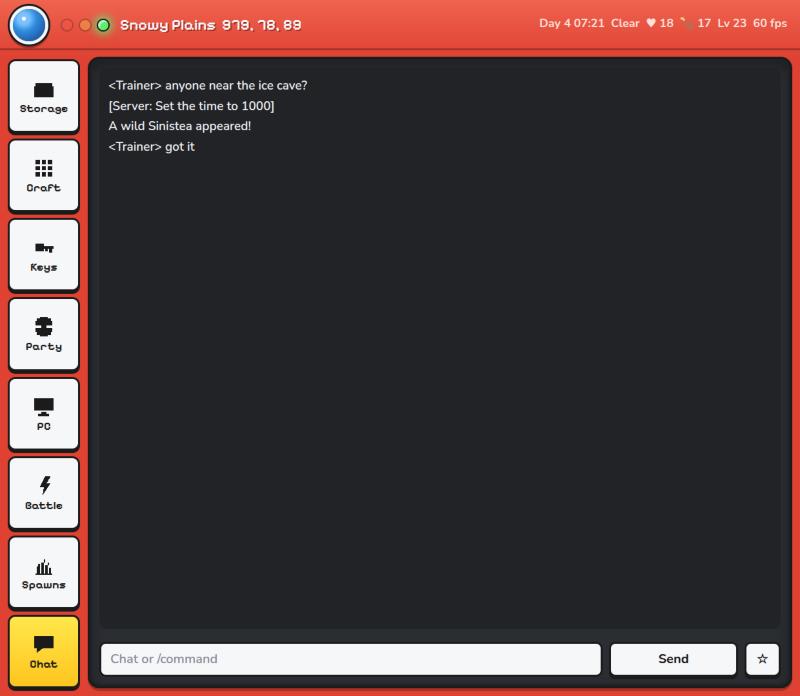 Snowy Plains 979, 78, 89
Day 4 07:21 Clear ♥ 18 🍗 17 Lv 23 60 fps
Storage
Craft
Keys
Party
PC
Battle
Spawns
Chat
<Trainer> anyone near the ice cave?
[Server: Set the time to 1000]
A wild Sinistea appeared!
<Trainer> got it
Chat or /command
Send
☆